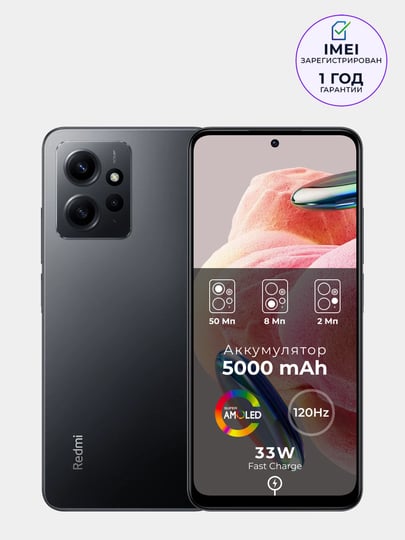 IMEI
ЗАРЕГИСТРИРОВАН
1 ГОД
ГАРАНТИИ
50 Мп
8 Мп
2 Мп
Аккумулятор
5000 mAh
SUPER
AMOLED
120Hz
33W
Fast Charge
Redmi